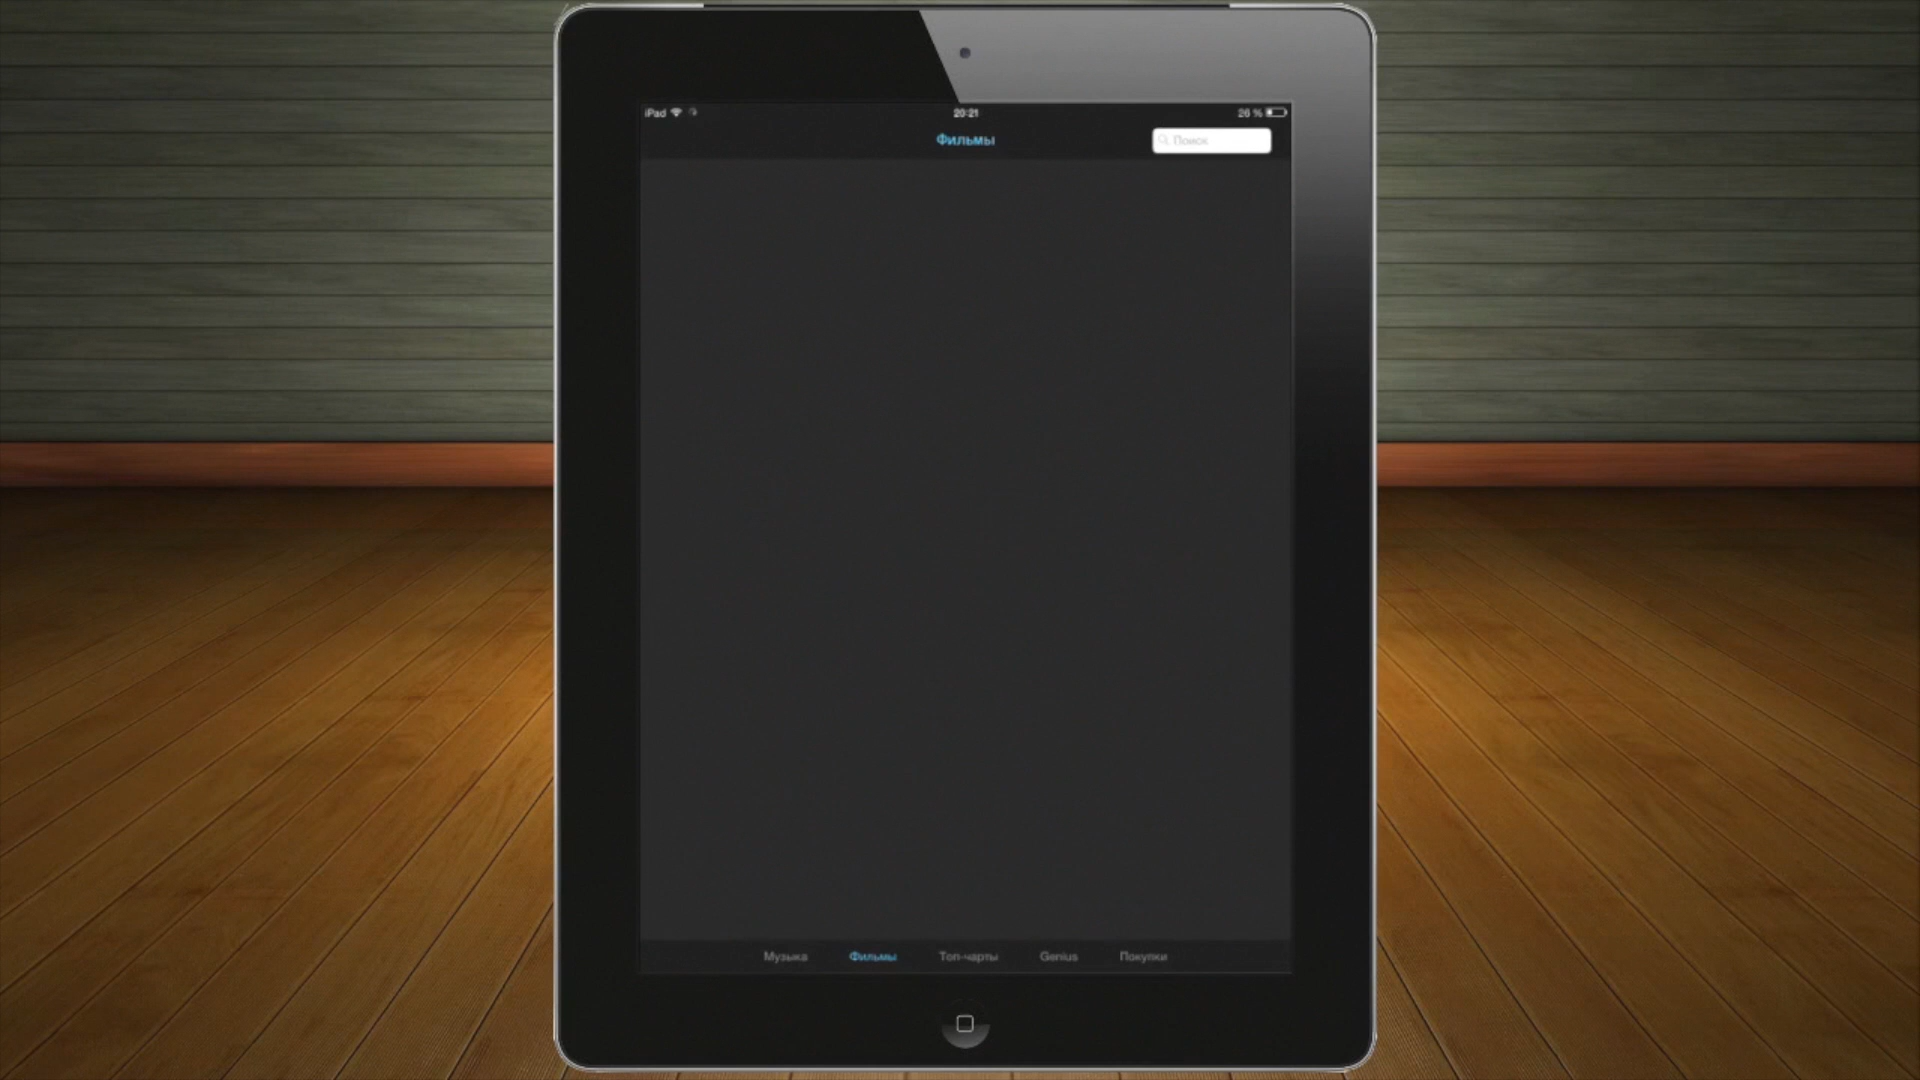 iPad 20:21 26 %
Фильмы
Поиск
Музыка Фильмы Топ-чарты Genius Покупки